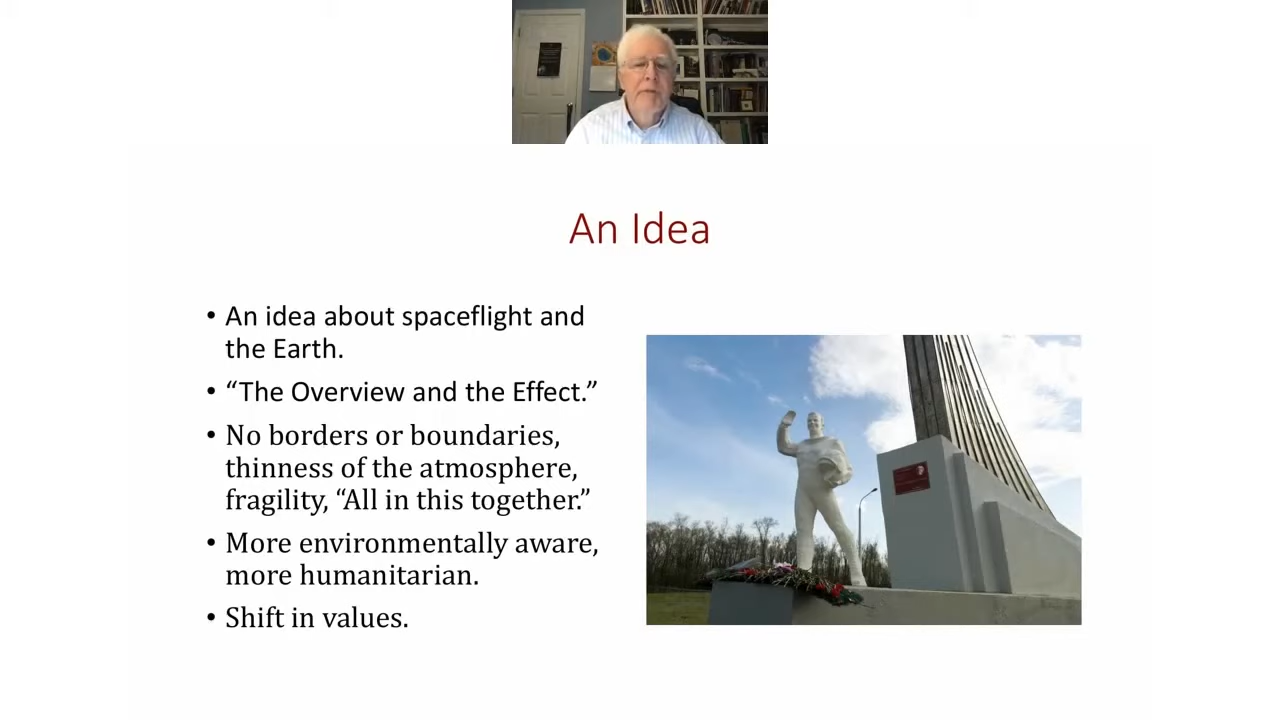 An Idea
• An idea about spaceflight and
the Earth.
• “The Overview and the Effect.”
• No borders or boundaries,
thinness of the atmosphere,
fragility, “All in this together.”
• More environmentally aware,
more humanitarian.
• Shift in values.